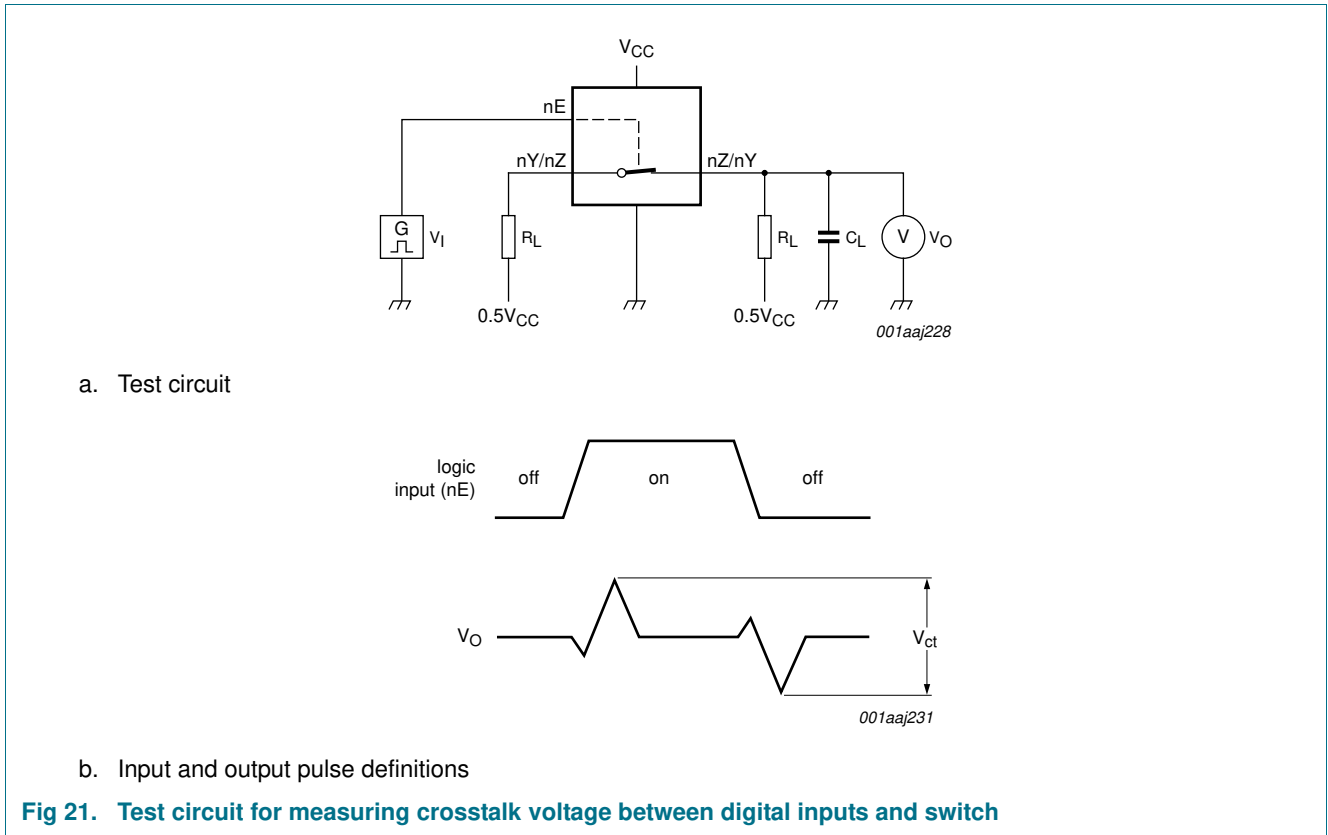 VCC
nE
nY/nZ
nZ/nY
G
VI
RL
RL
CL
V
VO
0.5VCC
0.5VCC
001aaj228
a. Test circuit
logic
input (nE)
off
on
off
VO
Vct
001aaj231
b. Input and output pulse definitions
Fig 21. Test circuit for measuring crosstalk voltage between digital inputs and switch